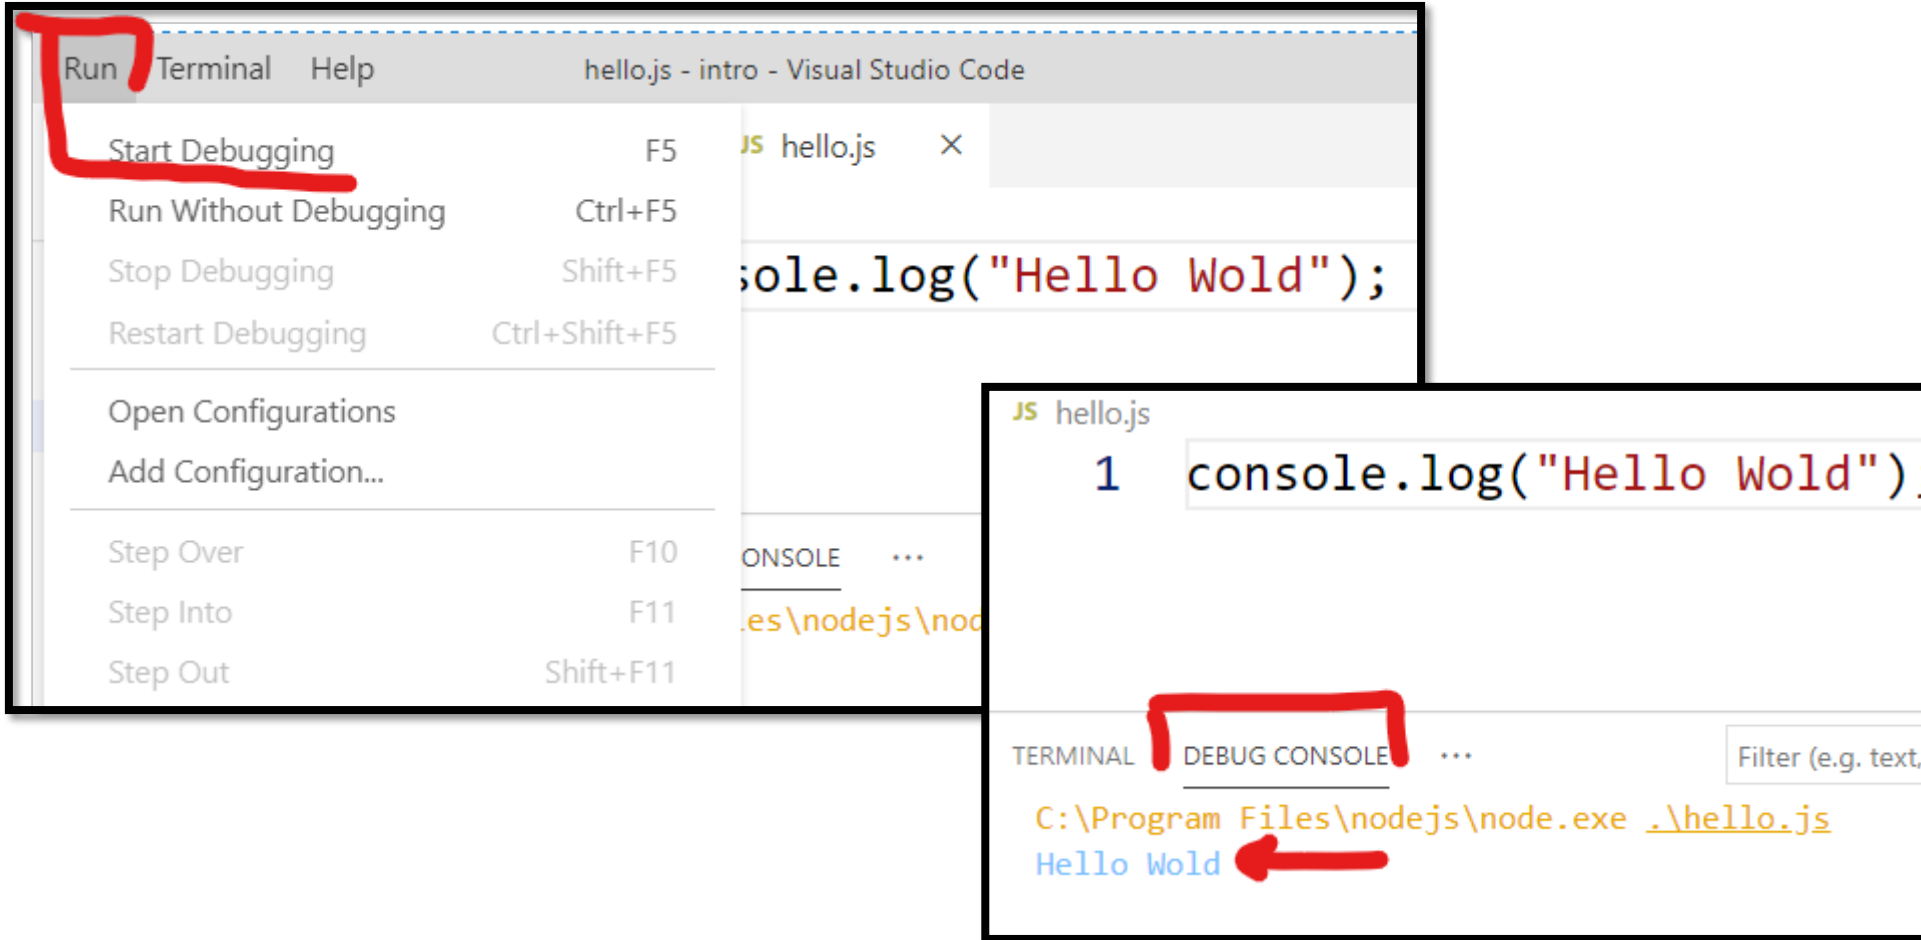 Run Terminal Help hello.js - intro - Visual Studio Code
Start Debugging F5
Run Without Debugging Ctrl+F5
Stop Debugging Shift+F5
Restart Debugging Ctrl+Shift+F5
Open Configurations
Add Configuration...
Step Over F10
Step Into F11
Step Out Shift+F11
JS hello.js ×
sole.log("Hello Wold");
ONSOLE ···
es\nodejs\nod
JS hello.js
1 console.log("Hello Wold");
TERMINAL DEBUG CONSOLE ··· Filter (e.g. text,
C:\Program Files\nodejs\node.exe .\hello.js
Hello Wold